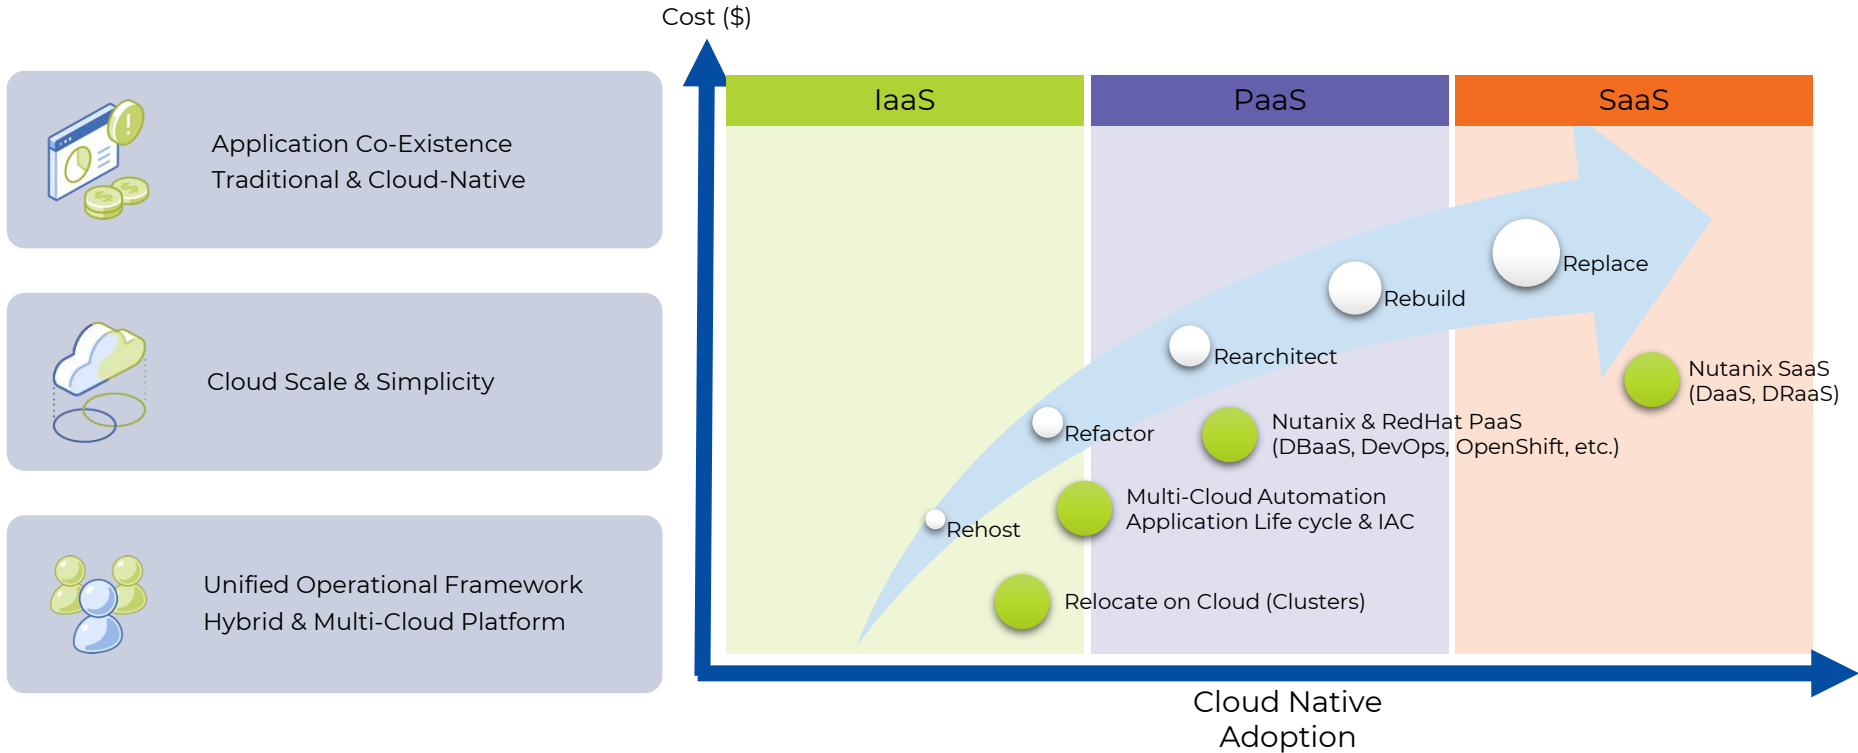 Cost ($)
Application Co-Existence
Traditional & Cloud-Native
Cloud Scale & Simplicity
Unified Operational Framework
Hybrid & Multi-Cloud Platform
IaaS
PaaS
SaaS
Replace
Rebuild
Rearchitect
Refactor
Rehost
Nutanix SaaS
(DaaS, DRaaS)
Nutanix & RedHat PaaS
(DBaaS, DevOps, OpenShift, etc.)
Multi-Cloud Automation
Application Life cycle & IAC
Relocate on Cloud (Clusters)
Cloud Native
Adoption